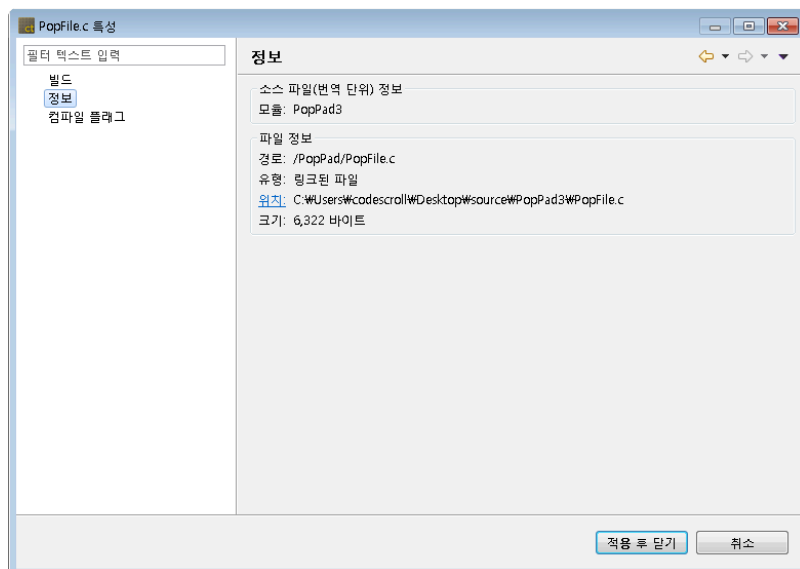 ct PopFile.c 특성
필터 텍스트 입력
빌드
정보
컴파일 플래그
정보
소스 파일(번역 단위) 정보
모듈: PopPad3
파일 정보
경로: /PopPad/PopFile.c
유형: 링크된 파일
위치: C:₩Users₩codescroll₩Desktop₩source₩PopPad3₩PopFile.c
크기: 6,322 바이트
적용 후 닫기
취소